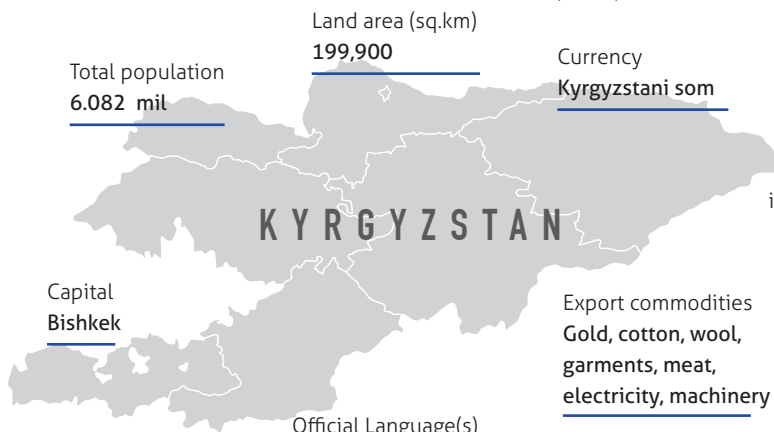 Land area (sq.km)
199,900
Total population
6.082 mil
Currency
Kyrgyzstani som
KYRGYZSTAN
Capital
Bishkek
Export commodities
Gold, cotton, wool,
garments, meat,
electricity, machinery
Official Language(s)